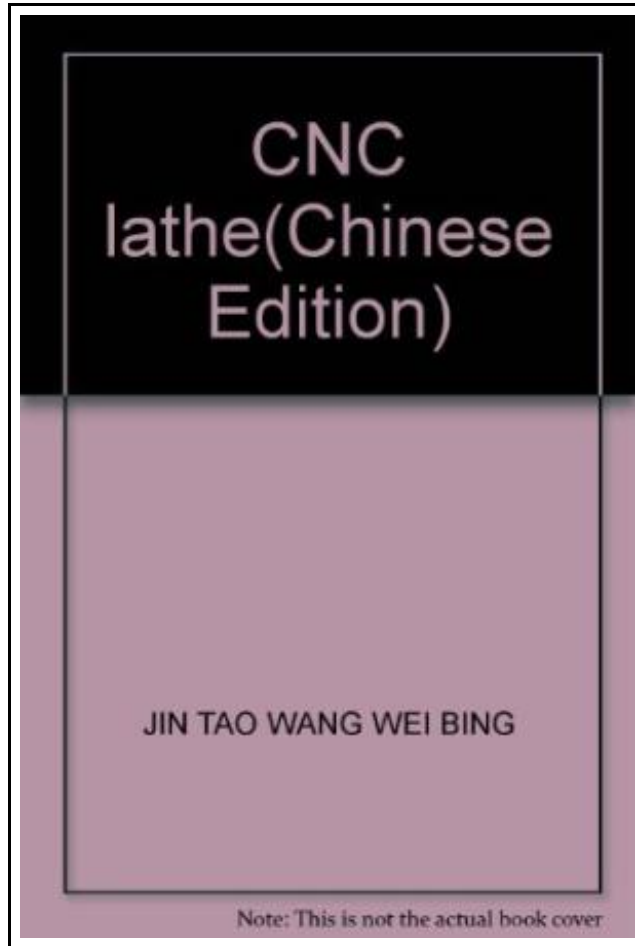 CNC
lathe(Chinese
Edition)
JIN TAO WANG WEI BING
Note: This is not the actual book cover